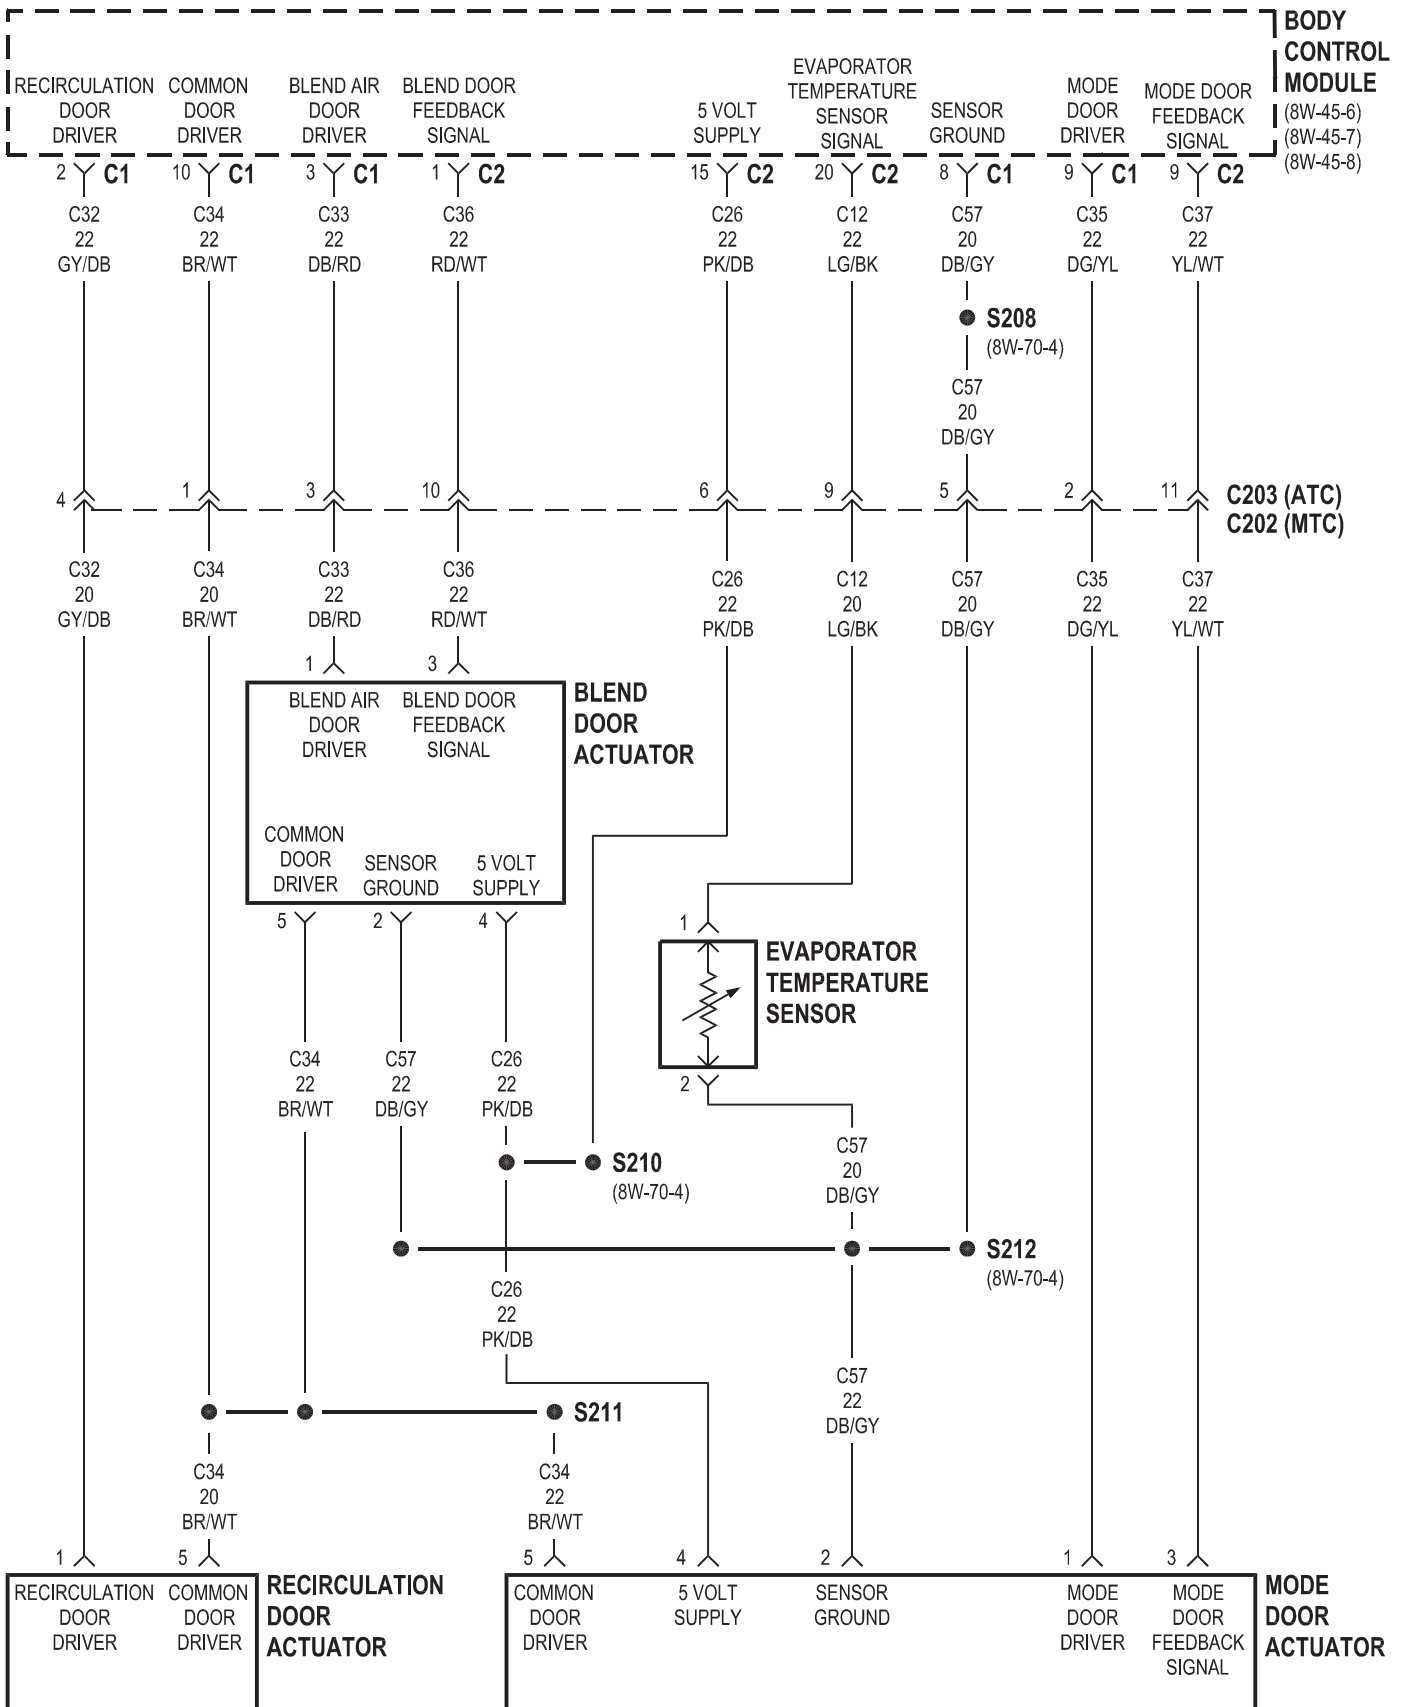 BODY
CONTROL
MODULE
(8W-45-6)
(8W-45-7)
(8W-45-8)
RECIRCULATION
DOOR
DRIVER
COMMON
DOOR
DRIVER
BLEND AIR
DOOR
DRIVER
BLEND DOOR
FEEDBACK
SIGNAL
5 VOLT
SUPPLY
EVAPORATOR
TEMPERATURE
SENSOR
SIGNAL
SENSOR
GROUND
MODE
DOOR
DRIVER
MODE DOOR
FEEDBACK
SIGNAL
2 C1
10 C1
3 C1
1 C2
15 C2
20 C2
8 C1
9 C1
9 C2
C32
22
GY/DB
C34
22
BR/WT
C33
22
DB/RD
C36
22
RD/WT
C26
22
PK/DB
C12
22
LG/BK
C57
20
DB/GY
C35
22
DG/YL
C37
22
YL/WT
S208
(8W-70-4)
C57
20
DB/GY
4
1
3
10
6
9
5
2
11
C203 (ATC)
C202 (MTC)
C32
20
GY/DB
C34
20
BR/WT
C33
22
DB/RD
C36
22
RD/WT
C26
22
PK/DB
C12
20
LG/BK
C57
20
DB/GY
C35
22
DG/YL
C37
22
YL/WT
1
3
BLEND AIR
DOOR
DRIVER
BLEND DOOR
FEEDBACK
SIGNAL
BLEND
DOOR
ACTUATOR
COMMON
DOOR
DRIVER
SENSOR
GROUND
5 VOLT
SUPPLY
5
2
4
1
EVAPORATOR
TEMPERATURE
SENSOR
2
C34
22
BR/WT
C57
22
DB/GY
C26
22
PK/DB
C57
20
DB/GY
S210
(8W-70-4)
S212
(8W-70-4)
C26
22
PK/DB
C57
22
DB/GY
S211
C34
20
BR/WT
C34
22
BR/WT
1
5
5
4
2
1
3
RECIRCULATION
DOOR
DRIVER
COMMON
DOOR
DRIVER
RECIRCULATION
DOOR
ACTUATOR
COMMON
DOOR
DRIVER
5 VOLT
SUPPLY
SENSOR
GROUND
MODE
DOOR
DRIVER
MODE
DOOR
FEEDBACK
SIGNAL
MODE
DOOR
ACTUATOR